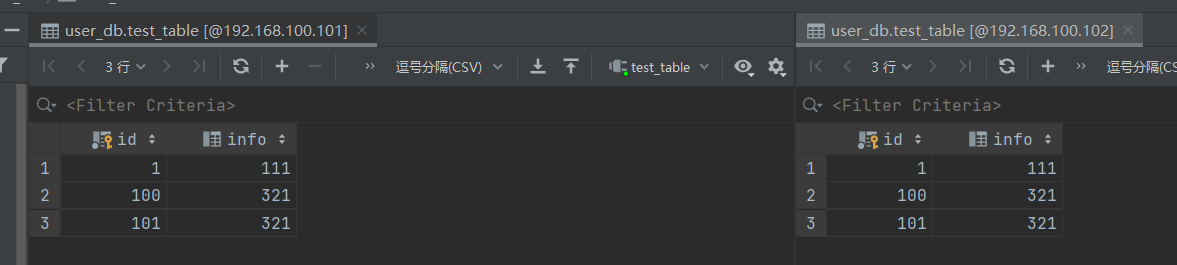 user_db.test_table [@192.168.100.101]
user_db.test_table [@192.168.100.102]
3 行
逗号分隔(CSV)
test_table
3 行
逗号分隔(CS
<Filter Criteria>
<Filter Criteria>
id info
1 1 111
2 100 321
3 101 321
id info
1 1 111
2 100 321
3 101 321